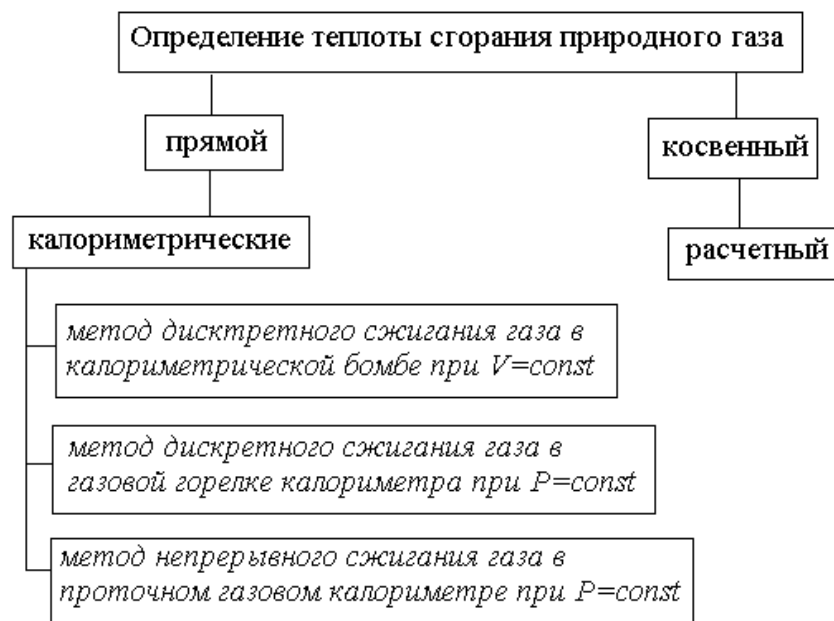 Определение теплоты сгорания природного газа
прямой
косвенный
калориметрические
расчетный
метод дисктретного сжигания газа в
калориметрической бомбе при V=const
метод дискретного сжигания газа в
газовой горелке калориметра при P=const
метод непрерывного сжигания газа в
проточном газовом калориметре при P=const